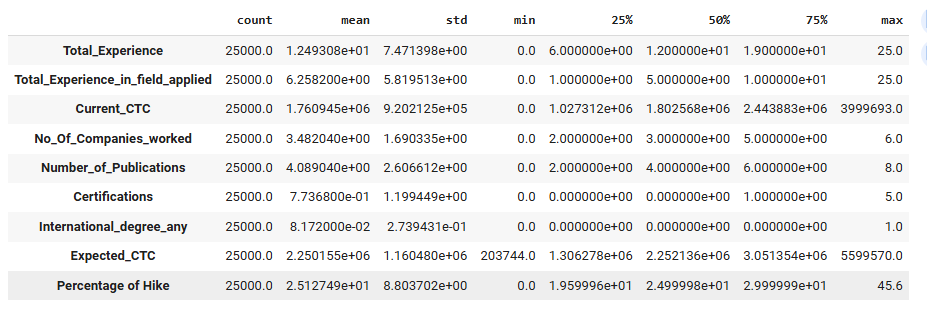 count mean std min 25% 50% 75% max
Total_Experience 25000.0 1.249308e+01 7.471398e+00 0.0 6.000000e+00 1.200000e+01 1.900000e+01 25.0
Total_Experience_in_field_applied 25000.0 6.258200e+00 5.819513e+00 0.0 1.000000e+00 5.000000e+00 1.000000e+01 25.0
Current_CTC 25000.0 1.760945e+06 9.202125e+05 0.0 1.027312e+06 1.802568e+06 2.443883e+06 3999693.0
No_Of_Companies_worked 25000.0 3.482040e+00 1.690335e+00 0.0 2.000000e+00 3.000000e+00 5.000000e+00 6.0
Number_of_Publications 25000.0 4.089040e+00 2.606612e+00 0.0 2.000000e+00 4.000000e+00 6.000000e+00 8.0
Certifications 25000.0 7.736800e-01 1.199449e+00 0.0 0.000000e+00 0.000000e+00 1.000000e+00 5.0
International_degree_any 25000.0 8.172000e-02 2.739431e-01 0.0 0.000000e+00 0.000000e+00 0.000000e+00 1.0
Expected_CTC 25000.0 2.250155e+06 1.160480e+06 203744.0 1.306278e+06 2.252136e+06 3.051354e+06 5599570.0
Percentage of Hike 25000.0 2.512749e+01 8.803702e+00 0.0 1.959996e+01 2.499998e+01 2.999999e+01 45.6